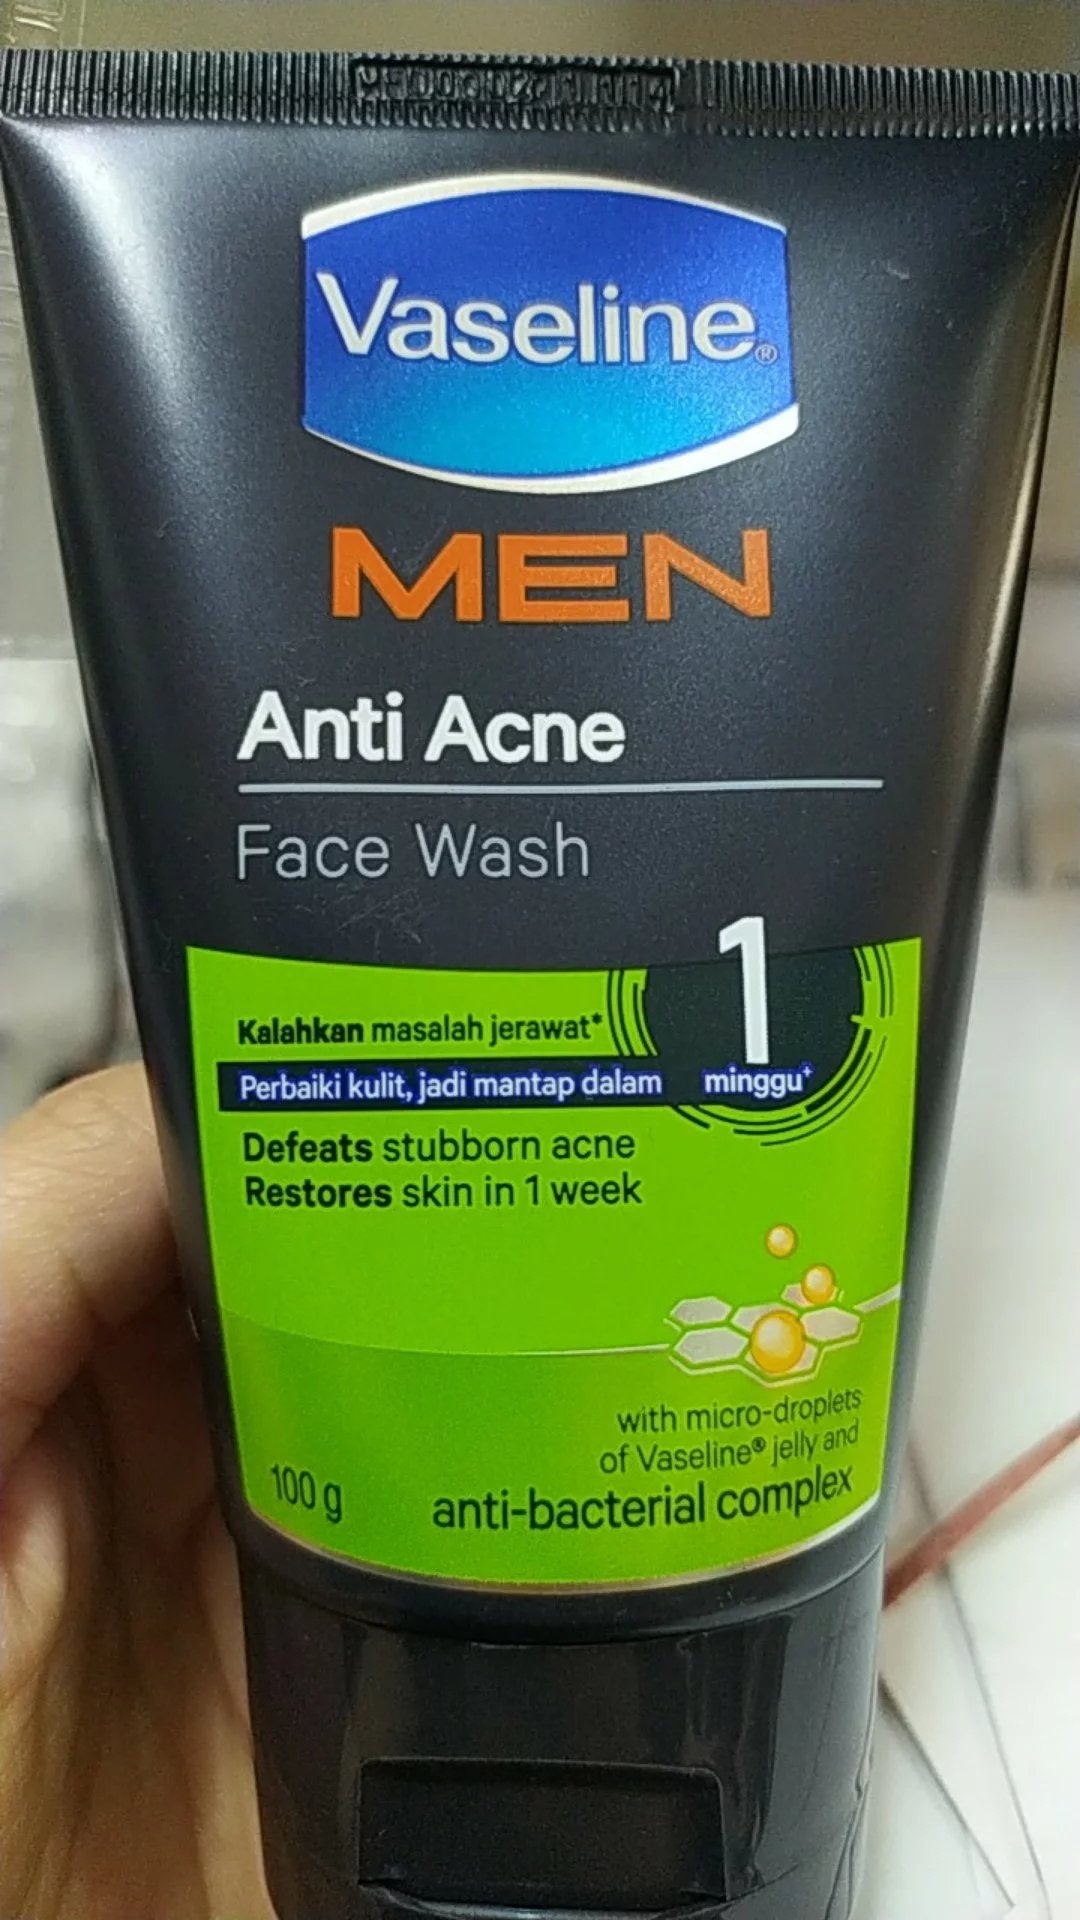 Vaseline®
MEN
Anti Acne
Face Wash
1
Kalahkan masalah jerawat*
Perbaiki kulit, jadi mantap dalam minggu+
Defeats stubborn acne
Restores skin in 1 week
with micro-droplets
of Vaseline® jelly and
100 g anti-bacterial complex